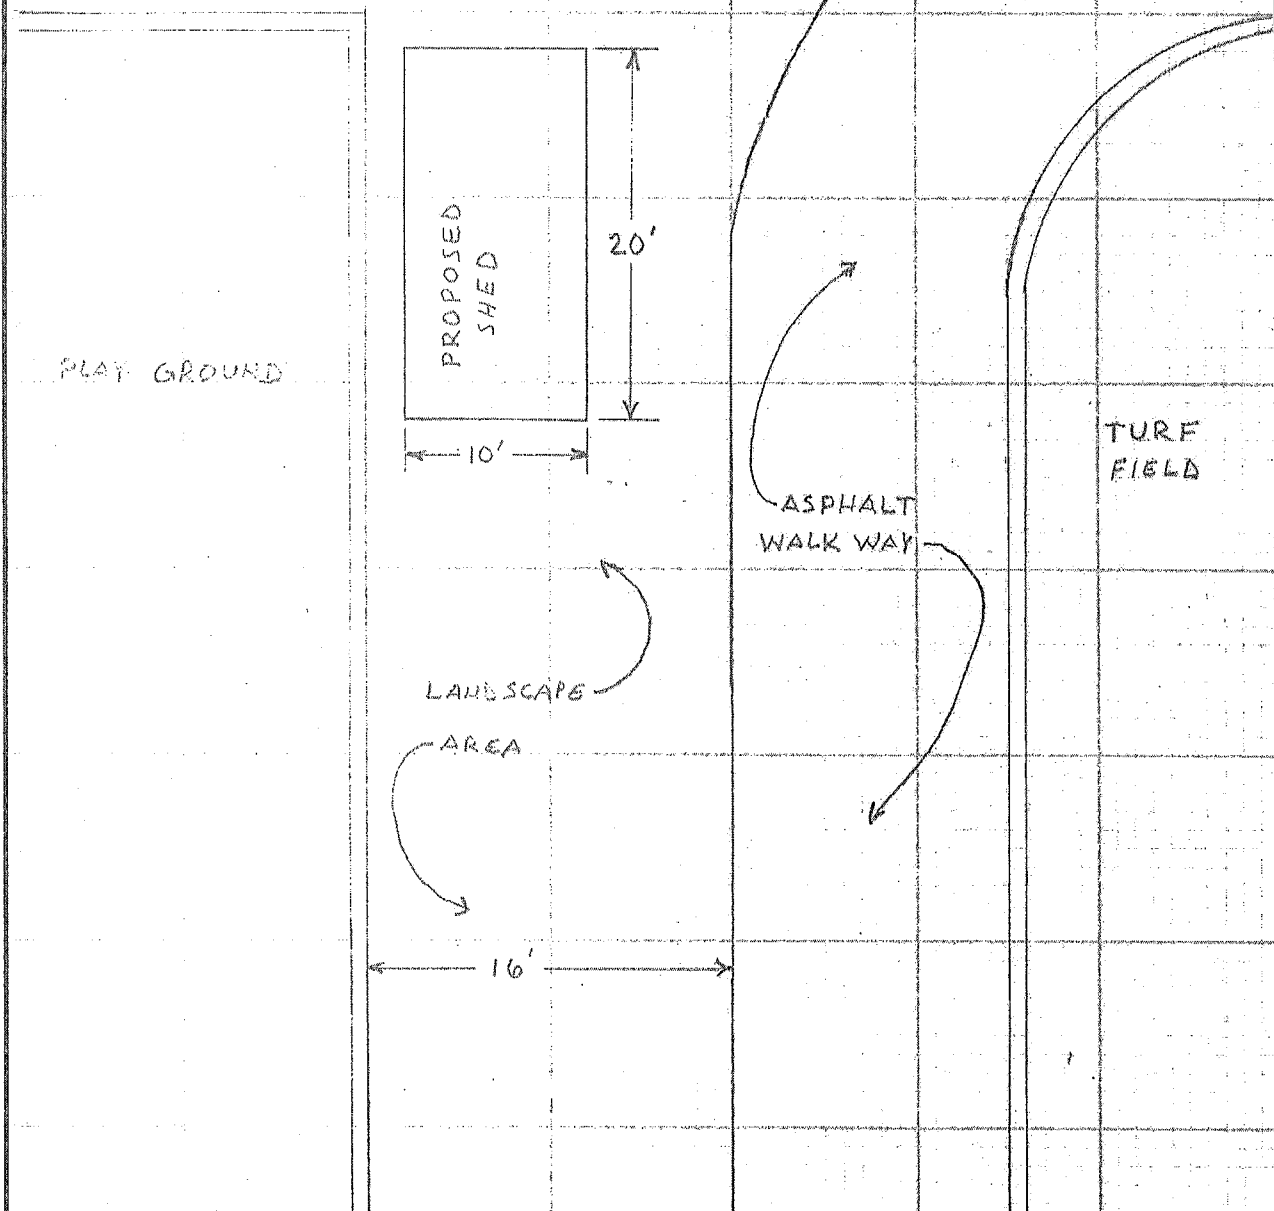 PROPOSED
SHED
20'
10'
PLAY GROUND
TURF
FIELD
ASPHALT
WALK WAY
LANDSCAPE
AREA
16'